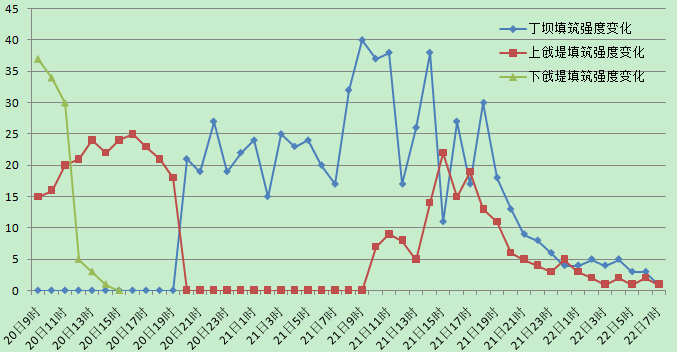 45
40
35
30
25
20
15
10
5
0
丁坝填筑强度变化
上戗堤填筑强度变化
下戗堤填筑强度变化
20日9时
20日11时
20日13时
20日15时
20日17时
20日19时
20日21时
20日23时
21日1时
21日3时
21日5时
21日7时
21日9时
21日11时
21日13时
21日15时
21日17时
21日19时
21日21时
21日23时
22日1时
22日3时
22日5时
22日7时